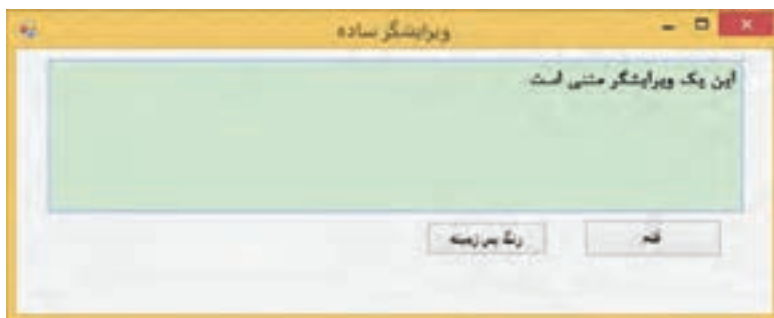 ویرایشگر ساده
این یک ویرایشگر متنی است
قلم
رنگ پس زمینه